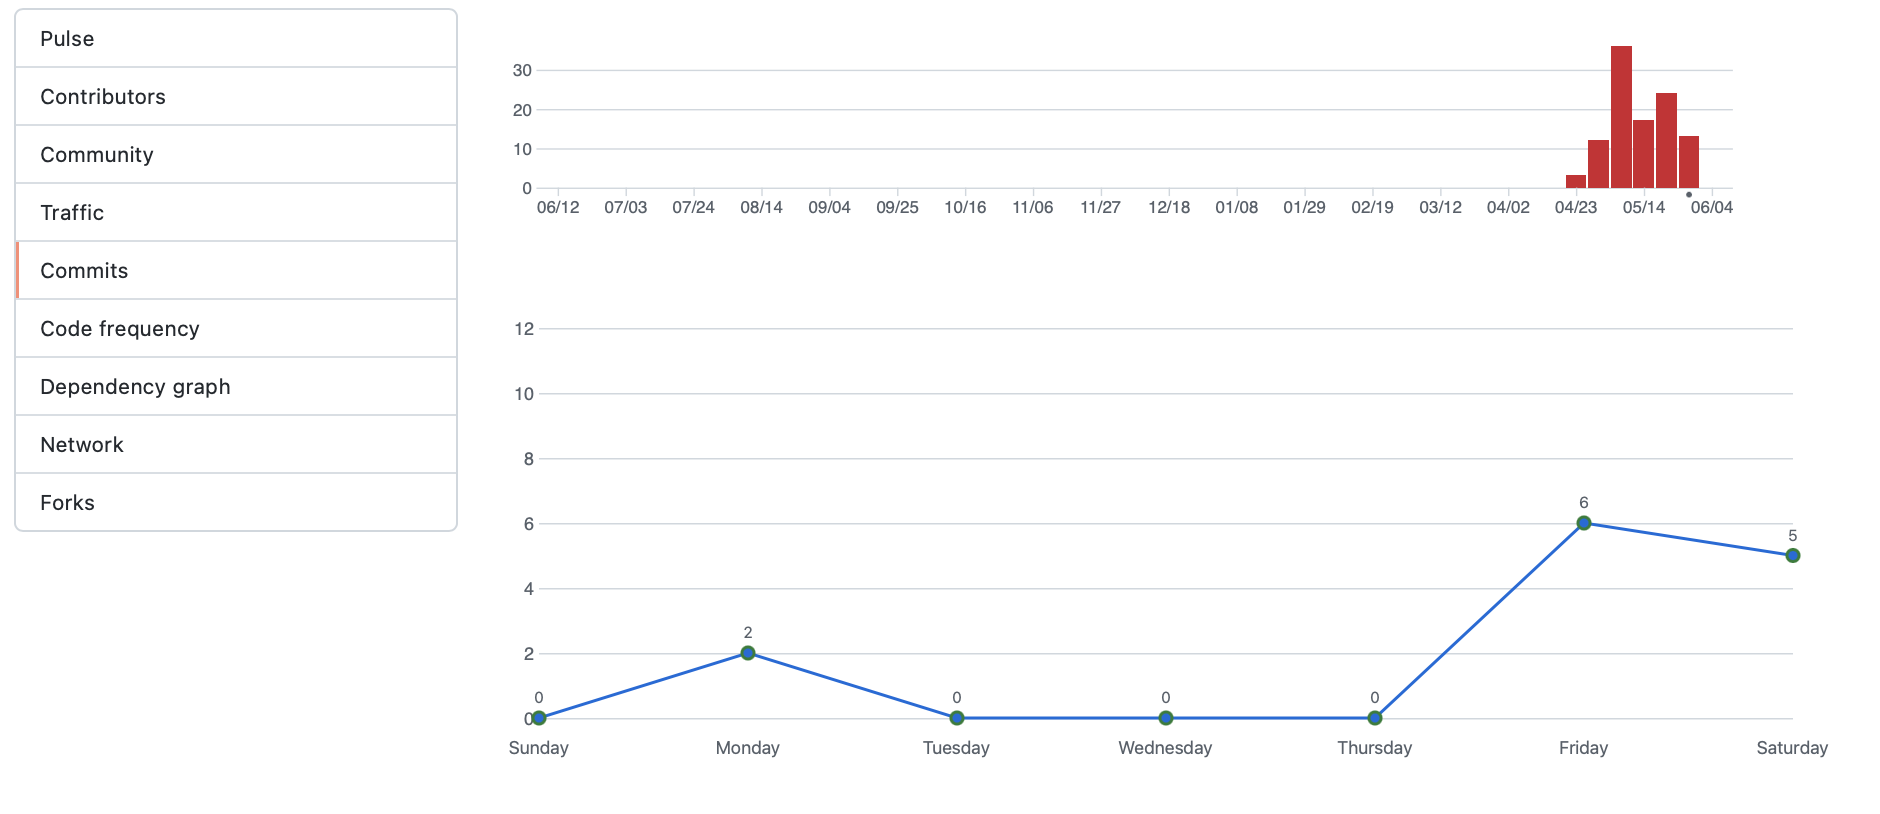 Pulse
Contributors
Community
Traffic
Commits
Code frequency
Dependency graph
Network
Forks
30
20
10
0
06/12 07/03 07/24 08/14 09/04 09/25 10/16 11/06 11/27 12/18 01/08 01/29 02/19 03/12 04/02 04/23 05/14 06/04
12
10
8
6
4
2
0
0 2 0 0 0 6 5
Sunday Monday Tuesday Wednesday Thursday Friday Saturday